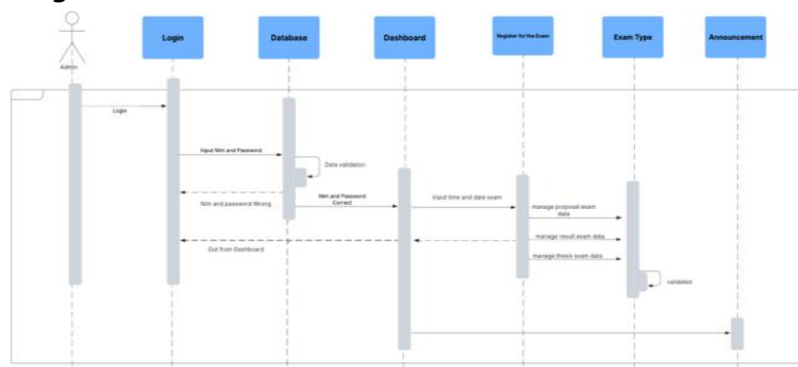 Login
Database
Dashboard
Register for the Exam
Exam Type
Announcement
Admin
Login
Input Nim and Password
Data validation
Nim and password Wrong
Nim and Password
Correct
Input time and date exam
manage proposal exam
data
manage result exam data
Out from Dashboard
manage thesis exam data
validated